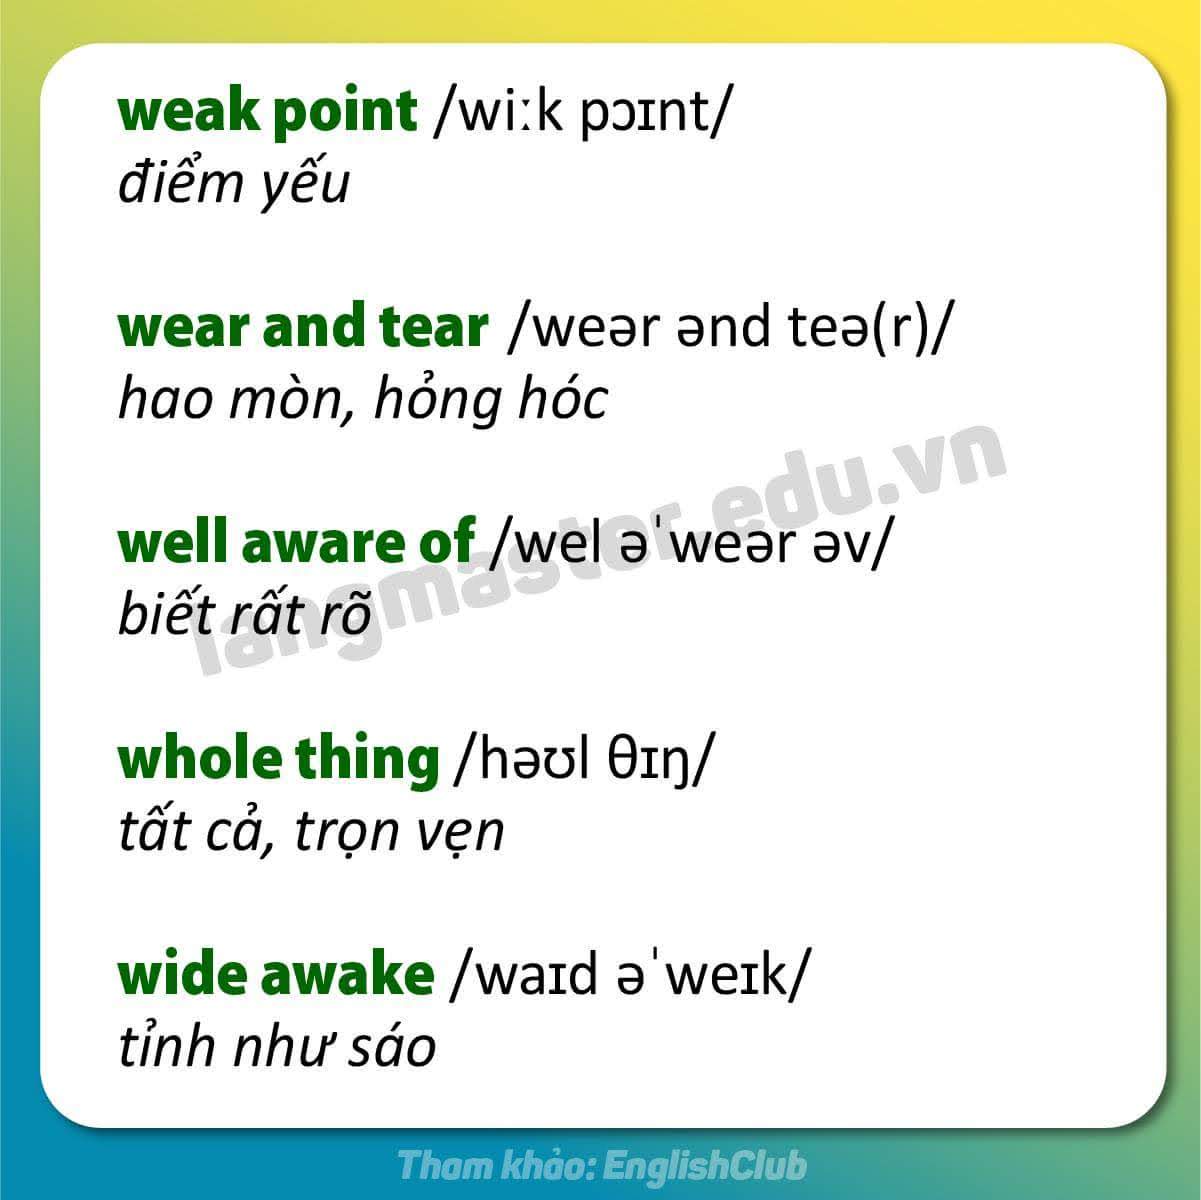 weak point /wiːk pɔɪnt/
điểm yếu
wear and tear /weər ənd teə(r)/
hao mòn, hỏng hóc
well aware of /wel əˈweər əv/
biết rất rõ
langmaster.edu.vn
whole thing /həʊl θɪŋ/
tất cả, trọn vẹn
wide awake /waɪd əˈweɪk/
tỉnh như sáo
Tham khảo: EnglishClub